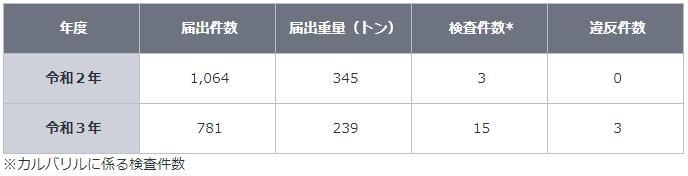 年度 届出件数 届出重量（トン） 検査件数* 違反件数
令和２年 1,064 345 3 0
令和３年 781 239 15 3
※カルバリルに係る検査件数